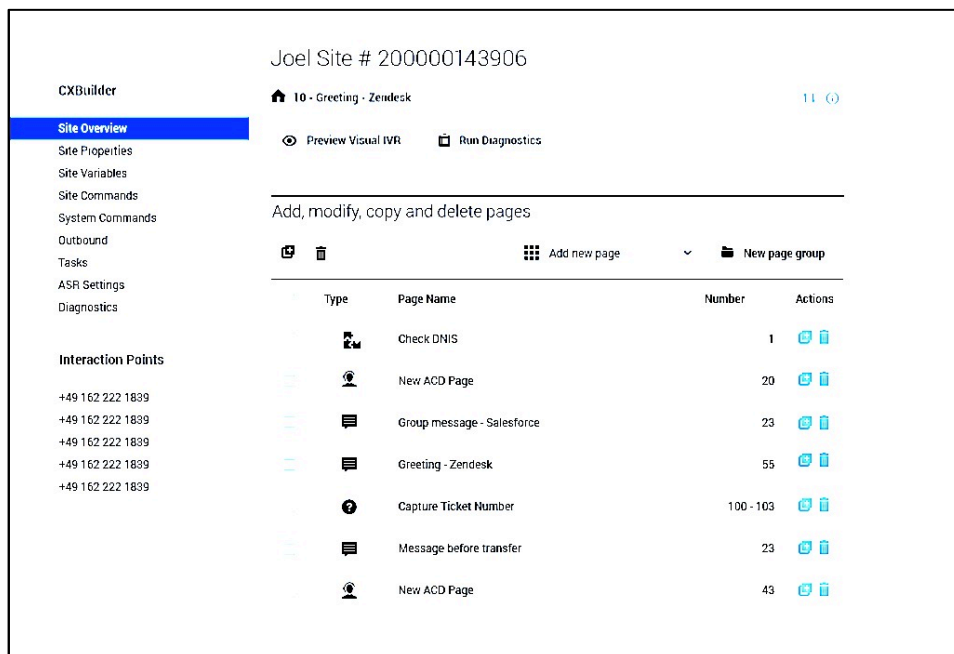 Joel Site # 200000143906
CXBuilder
10 - Greeting - Zendesk
Site Overview
Preview Visual IVR
Run Diagnostics
Site Properties
Site Variables
Site Commands
System Commands
Outbound
Tasks
ASR Settings
Diagnostics
Interaction Points
+49 162 222 1839
+49 162 222 1839
+49 162 222 1839
+49 162 222 1839
+49 162 222 1839
Add, modify, copy and delete pages
Add new page
New page group
Type Page Name Number Actions
Check DNIS 1
New ACD Page 20
Group message - Salesforce 23
Greeting - Zendesk 55
Capture Ticket Number 100 - 103
Message before transfer 23
New ACD Page 43